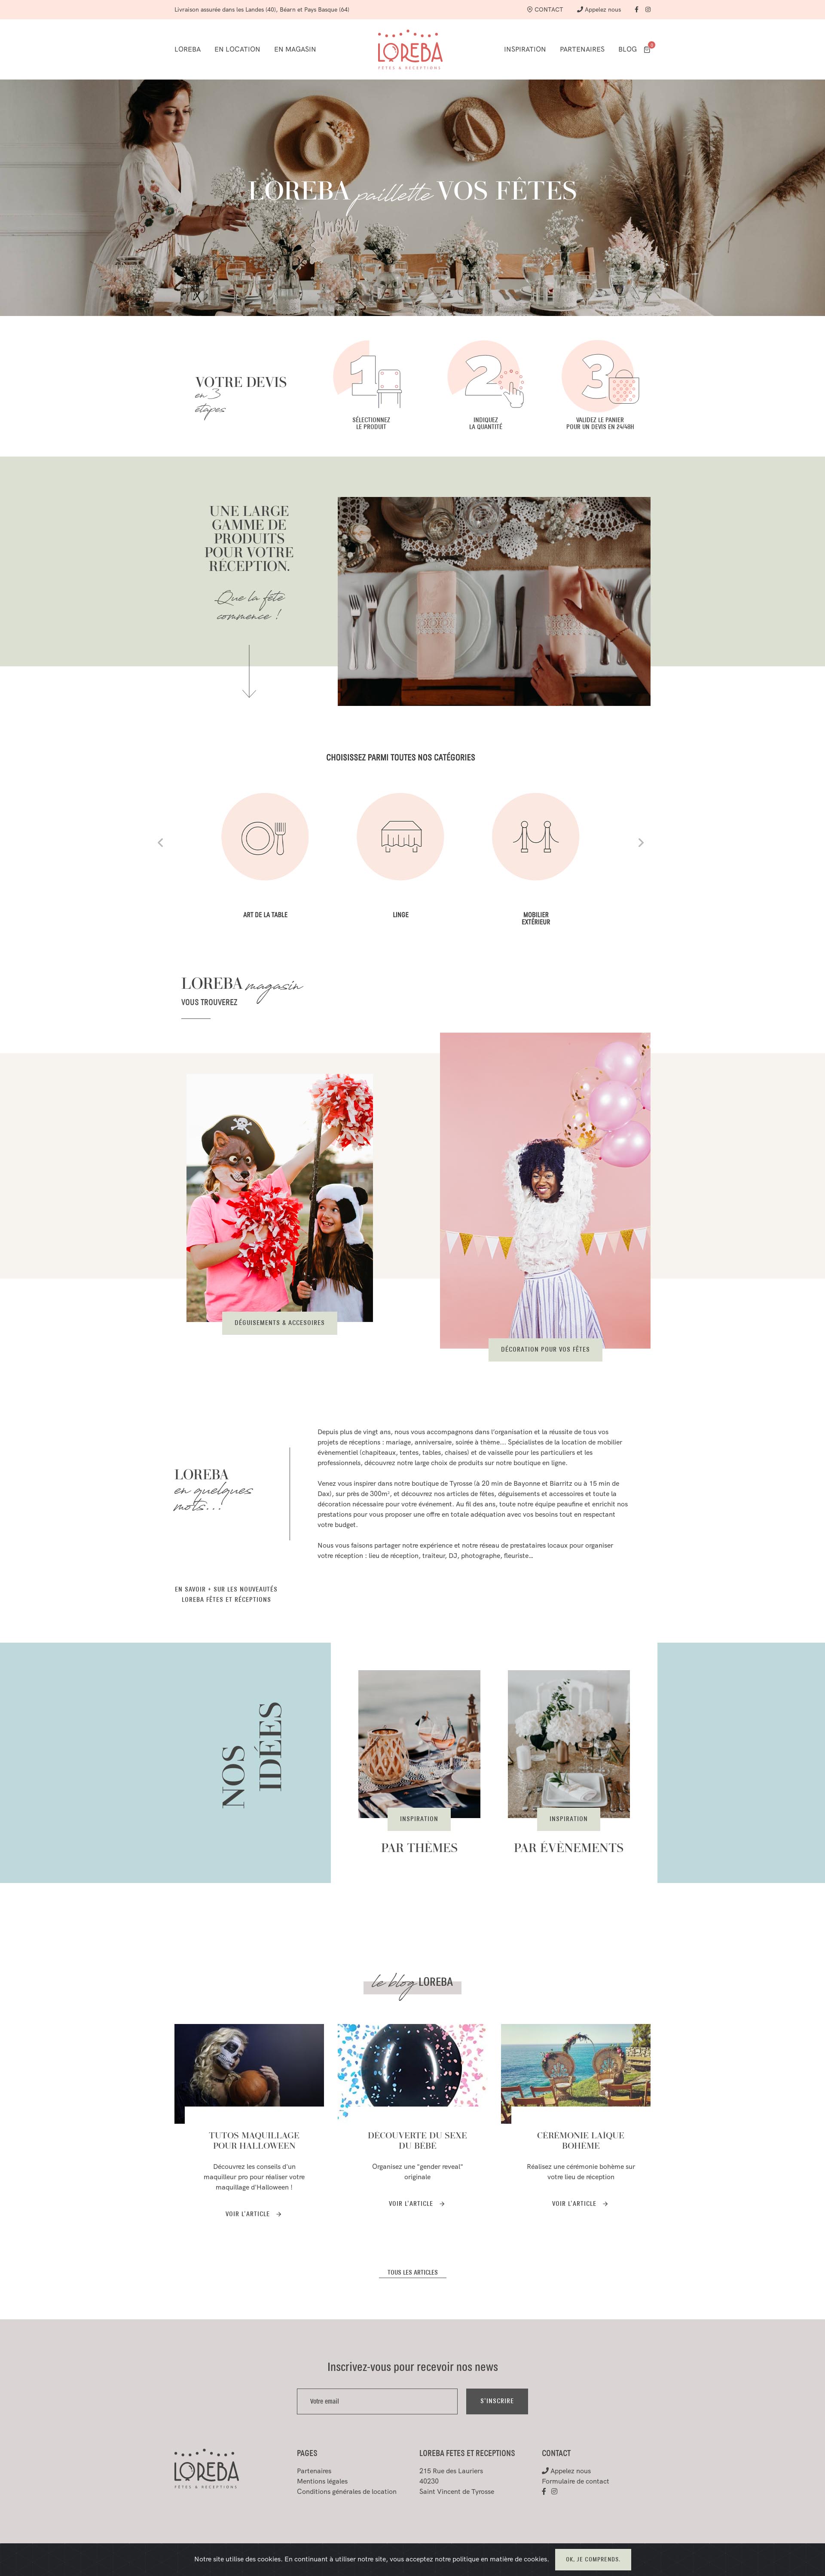 Livraison assurée dans les Landes (40), Béarn et Pays Basque (64)
CONTACT
Appelez nous
LOREBA
EN LOCATION
EN MAGASIN
LOREBA
FÊTES & RÉCEPTIONS
INSPIRATION
PARTENAIRES
BLOG
0
LOREBA paillette VOS FÊTES
Amour
VOTRE DEVIS
en 3
étapes
1
SÉLECTIONNEZ
LE PRODUIT
2
INDIQUEZ
LA QUANTITÉ
3
VALIDEZ LE PANIER
POUR UN DEVIS EN 24/48H
UNE LARGE
GAMME DE
PRODUITS
POUR VOTRE
RÉCEPTION.
Que la fête
commence !
CHOISISSEZ PARMI TOUTES NOS CATÉGORIES
ART DE LA TABLE
LINGE
MOBILIER
EXTÉRIEUR
LOREBA magasin
VOUS TROUVEREZ
DÉGUISEMENTS & ACCESOIRES
DÉCORATION POUR VOS FÊTES
LOREBA
en quelques
mots...
Depuis plus de vingt ans, nous vous accompagnons dans l'organisation et la réussite de tous vos
projets de réceptions : mariage, anniversaire, soirée à thème…. Spécialistes de la location de mobilier
évènementiel (chapiteaux, tentes, tables, chaises) et de vaisselle pour les particuliers et les
professionnels, découvrez notre large choix de produits sur notre boutique en ligne.
Venez vous inspirer dans notre boutique de Tyrosse (à 20 min de Bayonne et Biarritz ou à 15 min de
Dax), sur près de 300m², et découvrez nos articles de fêtes, déguisements et accessoires et toute la
décoration nécessaire pour votre événement. Au fil des ans, toute notre équipe peaufine et enrichit nos
prestations pour vous proposer une offre en totale adéquation avec vos besoins tout en respectant
votre budget.
Nous vous faisons partager notre expérience et notre réseau de prestataires locaux pour organiser
votre réception : lieu de réception, traiteur, DJ, photographe, fleuriste…
EN SAVOIR + SUR LES NOUVEAUTÉS
LOREBA FÊTES ET RÉCEPTIONS
NOS
IDÉES
INSPIRATION
PAR THÈMES
INSPIRATION
PAR ÉVÈNEMENTS
le blog LOREBA
TUTOS MAQUILLAGE
POUR HALLOWEEN
Découvrez les conseils d'un
maquilleur pro pour réaliser votre
maquillage d'Halloween !
VOIR L'ARTICLE
DÉCOUVERTE DU SEXE
DU BÉBÉ
Organisez une "gender reveal"
originale
VOIR L'ARTICLE
CÉRÉMONIE LAÏQUE
BOHÈME
Réalisez une cérémonie bohème sur
votre lieu de réception
VOIR L'ARTICLE
TOUS LES ARTICLES
Inscrivez-vous pour recevoir nos news
Votre email
S'INSCRIRE
LOREBA
FÊTES & RÉCEPTIONS
PAGES
Partenaires
Mentions légales
Conditions générales de location
LOREBA FETES ET RECEPTIONS
215 Rue des Lauriers
40230
Saint Vincent de Tyrosse
CONTACT
Appelez nous
Formulaire de contact
Notre site utilise des cookies. En continuant à utiliser notre site, vous acceptez notre politique en matière de cookies.
OK, JE COMPRENDS.